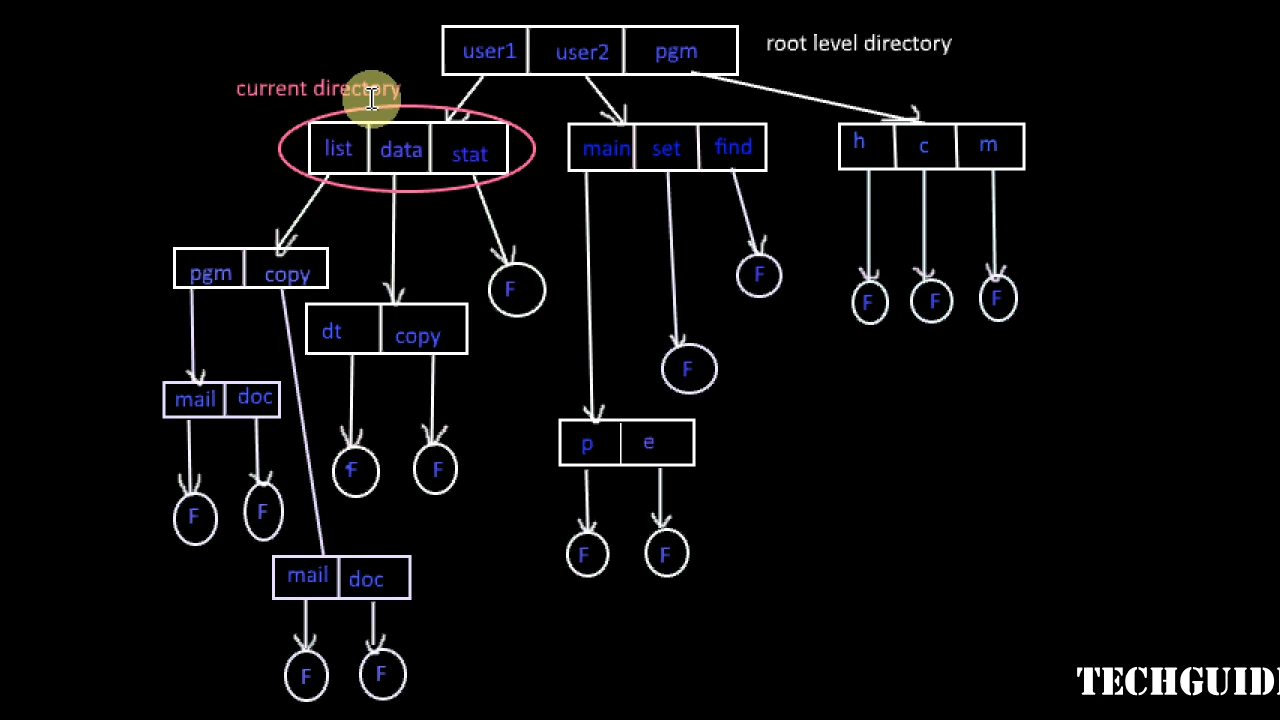 user1 user2 pgm
root level directory
current directory
list data stat
main set find
h c m
pgm copy
F
F
F F F
dt copy
F
mail doc
p e
F F
F F
F F
mail doc
F F
TECHGUIDE